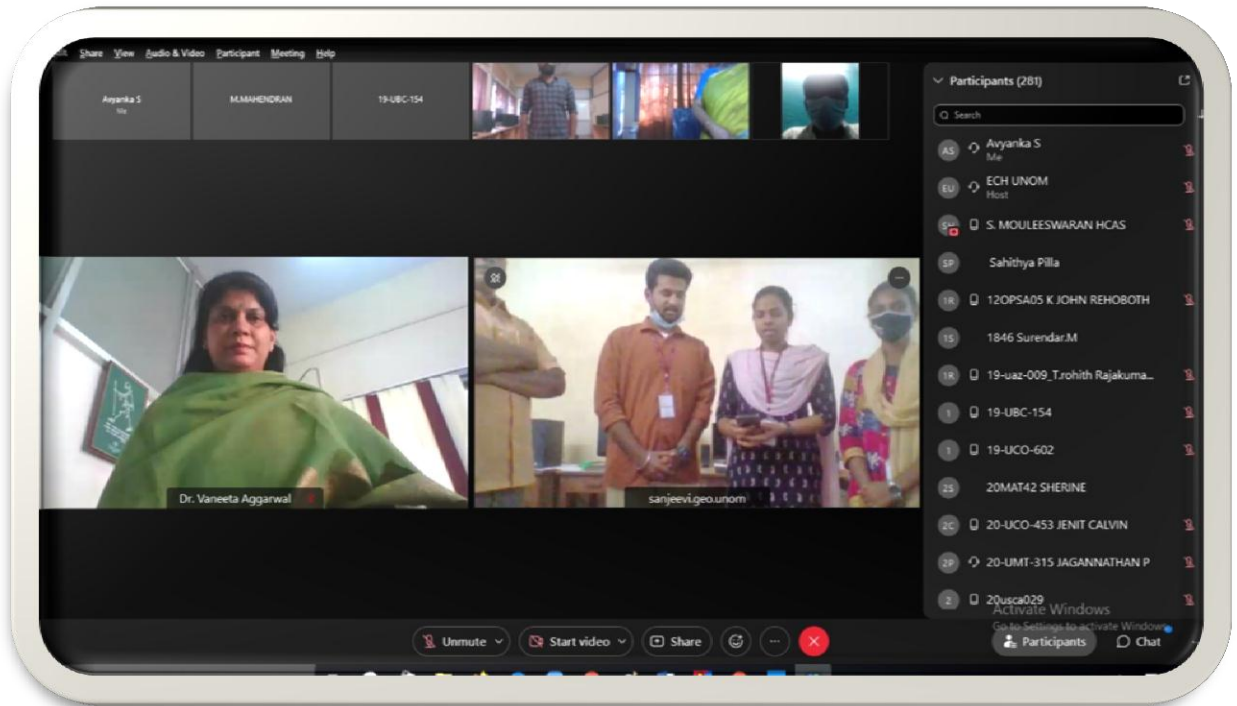 Share View Audio & Video Participant Meeting Help
Avyanka S
Me
M.MAHENDRAN
19-UBC-154
Dr. Vaneeta Aggarwal
sanjeevi.geo.unom
Participants (281)
Search
AS Avyanka S
Me
EU ECH UNOM
Host
S. MOULEESWARAN HCAS
SP Sahithya Pilla
1R 12OPSA05 K JOHN REHOBOTH
1S 1846 Surendar.M
1R 19-uaz-009_T.rohith Rajakuma...
1 19-UBC-154
1 19-UCO-602
2S 20MAT42 SHERINE
2C 20-UCO-453 JENIT CALVIN
2P 20-UMT-315 JAGANNATHAN P
2 20usca029
Activate Windows
Go to Settings to activate Windows.
Unmute Start video Share Participants Chat